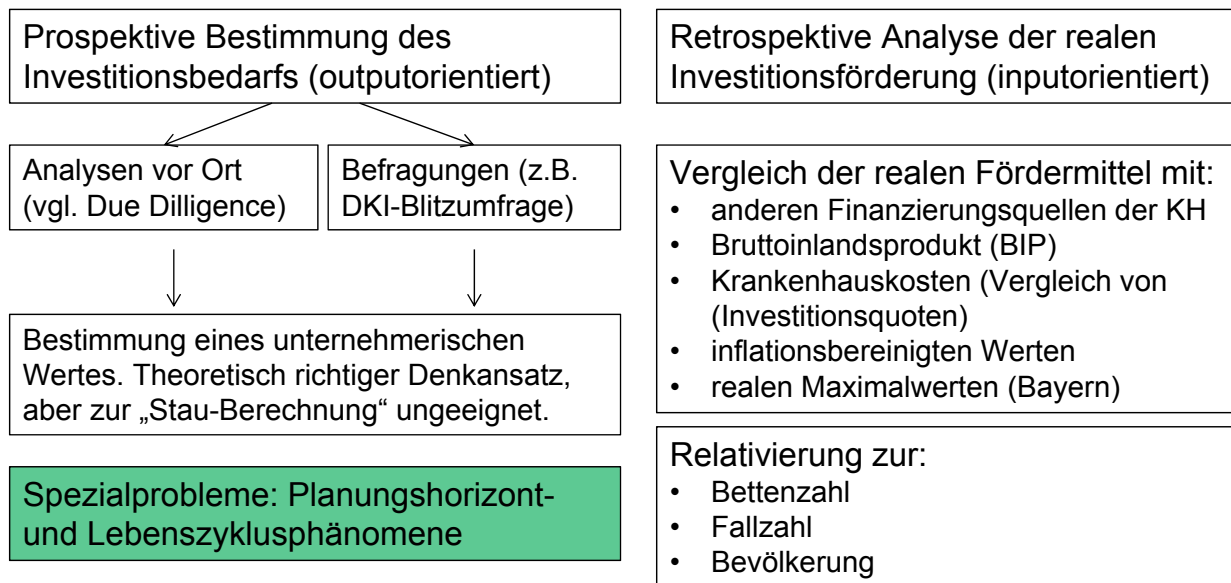 Prospektive Bestimmung des
Investitionsbedarfs (outputorientiert)
Analysen vor Ort
(vgl. Due Dilligence)
Befragungen (z.B.
DKI-Blitzumfrage)
Bestimmung eines unternehmerischen
Wertes. Theoretisch richtiger Denkansatz,
aber zur „Stau-Berechnung“ ungeeignet.
Spezialprobleme: Planungshorizont-
und Lebenszyklusphänomene
Retrospektive Analyse der realen
Investitionsförderung (inputorientiert)
Vergleich der realen Fördermittel mit:
• anderen Finanzierungsquellen der KH
• Bruttoinlandsprodukt (BIP)
• Krankenhauskosten (Vergleich von
(Investitionsquoten)
• inflationsbereinigten Werten
• realen Maximalwerten (Bayern)
Relativierung zur:
• Bettenzahl
• Fallzahl
• Bevölkerung